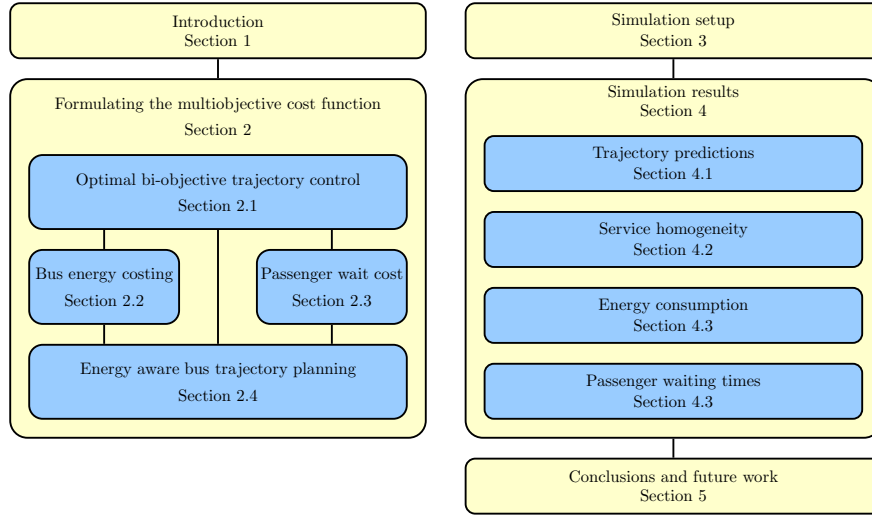 Introduction
Section 1
Formulating the multiobjective cost function
Section 2
Optimal bi-objective trajectory control
Section 2.1
Bus energy costing
Section 2.2
Passenger wait cost
Section 2.3
Energy aware bus trajectory planning
Section 2.4
Simulation setup
Section 3
Simulation results
Section 4
Trajectory predictions
Section 4.1
Service homogeneity
Section 4.2
Energy consumption
Section 4.3
Passenger waiting times
Section 4.3
Conclusions and future work
Section 5